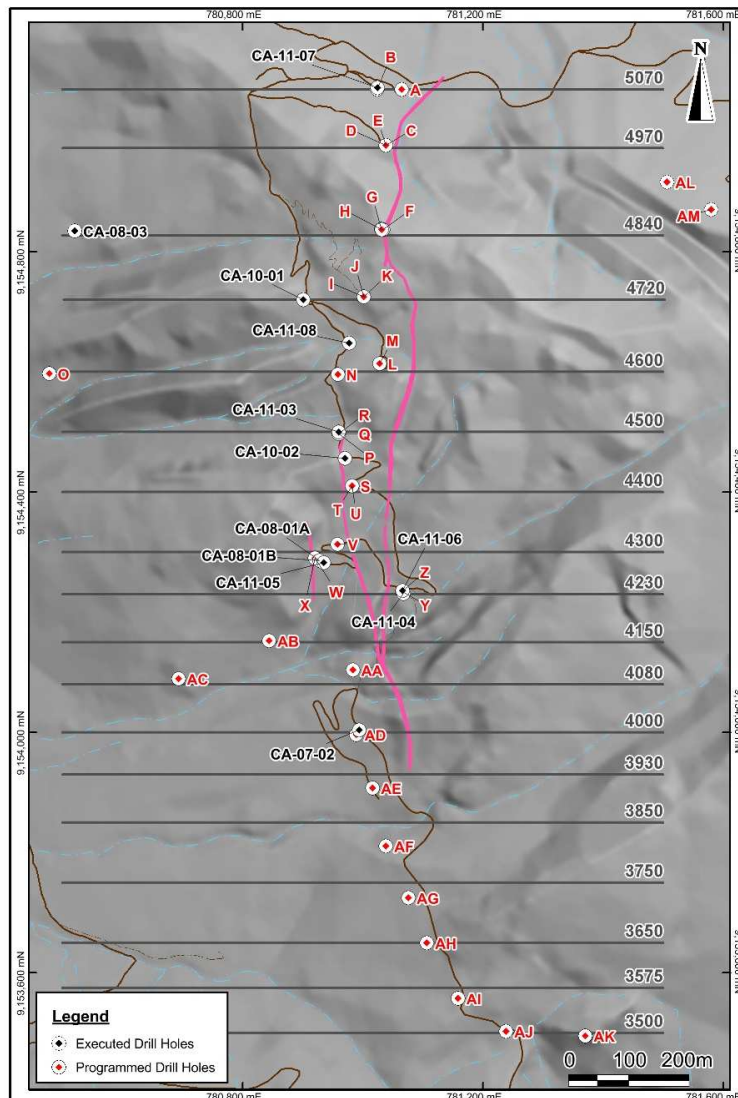 780,800 mE
781,200 mE
781,600 mE
N
CA-11-07
B
A
5070
D
E
C
4970
AL
AM
G
H
F
4840
CA-08-03
9,154,800 mN
CA-10-01
J
I
K
4720
CA-11-08
M
L
O
N
4600
CA-11-03
R
Q
4500
CA-10-02
P
S
4400
9,154,400 mN
T
U
CA-08-01A
V
CA-11-06
4300
CA-08-01B
CA-11-05
Z
W
4230
X
Y
CA-11-04
AB
4150
AA
AC
4080
9,154,000 mN
4000
AD
CA-07-02
3930
AE
3850
AF
3750
AG
3650
AH
9,153,600 mN
3575
AI
AJ
AK
3500
Legend
Executed Drill Holes
Programmed Drill Holes
0 100 200m
780,800 mE
781,200 mE
781,600 mE